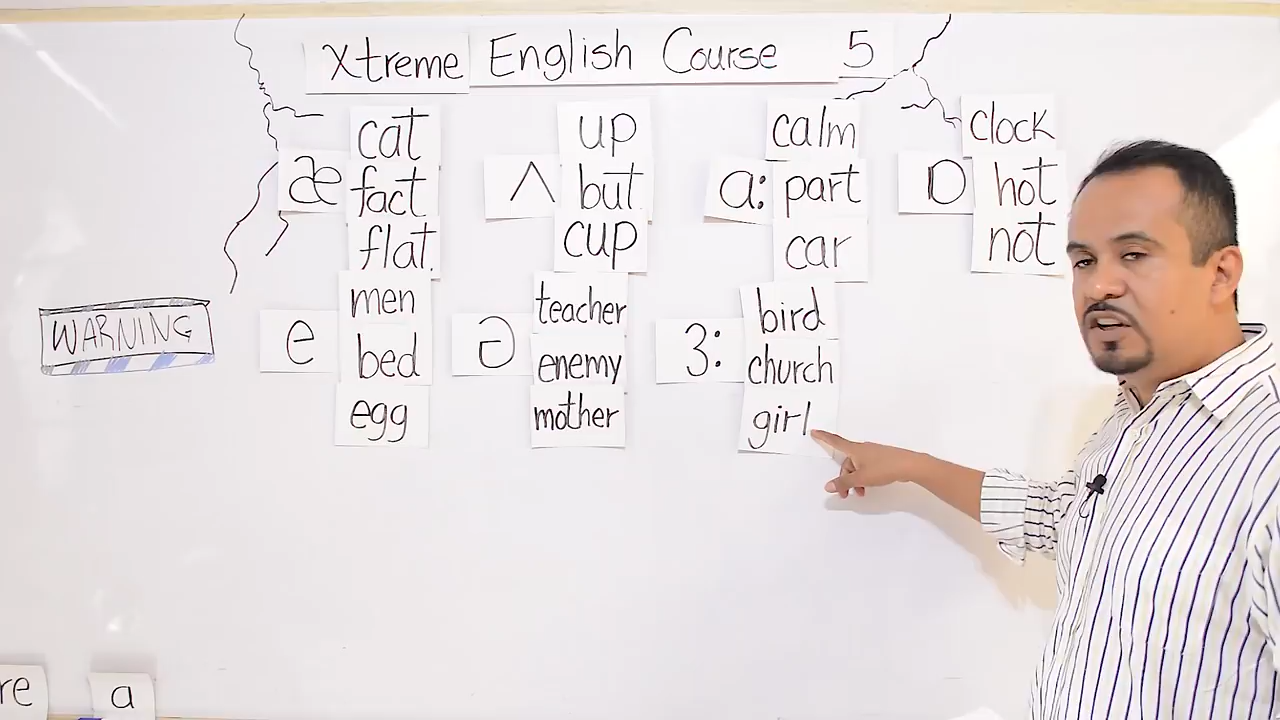 Xtreme English Course 5
æ
cat
fact
flat.
ʌ
up
but
cup
a:
calm
part
car
ɒ
clock
hot
not
WARNING
e
men
bed
egg
ə
teacher
enemy
mother
3:
bird
church
girl
re
a